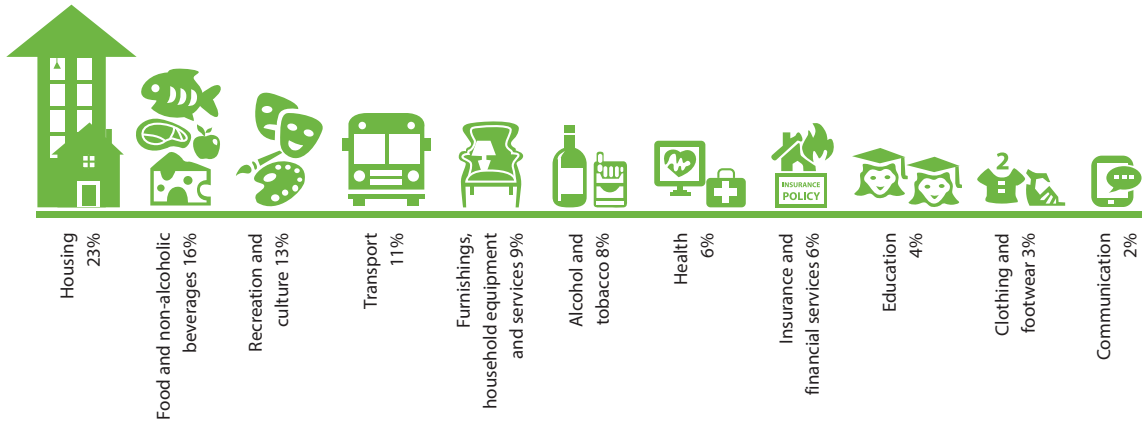 INSURANCE
POLICY
2
Housing
23%
Food and non-alcoholic
beverages 16%
Recreation and
culture 13%
Transport
11%
Furnishings,
household equipment
and services 9%
Alcohol and
tobacco 8%
Health
6%
Insurance and
financial services 6%
Education
4%
Clothing and
footwear 3%
Communication
2%